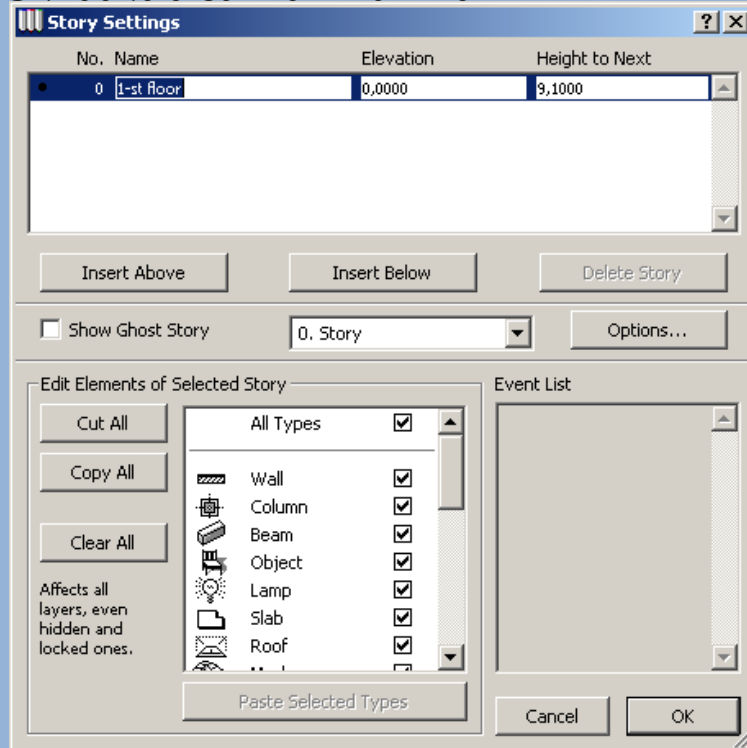 Story Settings
No. Name Elevation Height to Next
0 1-st floor 0,0000 9,1000
Insert Above Insert Below Delete Story
Show Ghost Story 0. Story Options...
Edit Elements of Selected Story Event List
Cut All
All Types
Copy All
Wall
Column
Clear All
Beam
Object
Affects all
layers, even
hidden and
locked ones.
Lamp
Slab
Roof
Paste Selected Types
Cancel OK